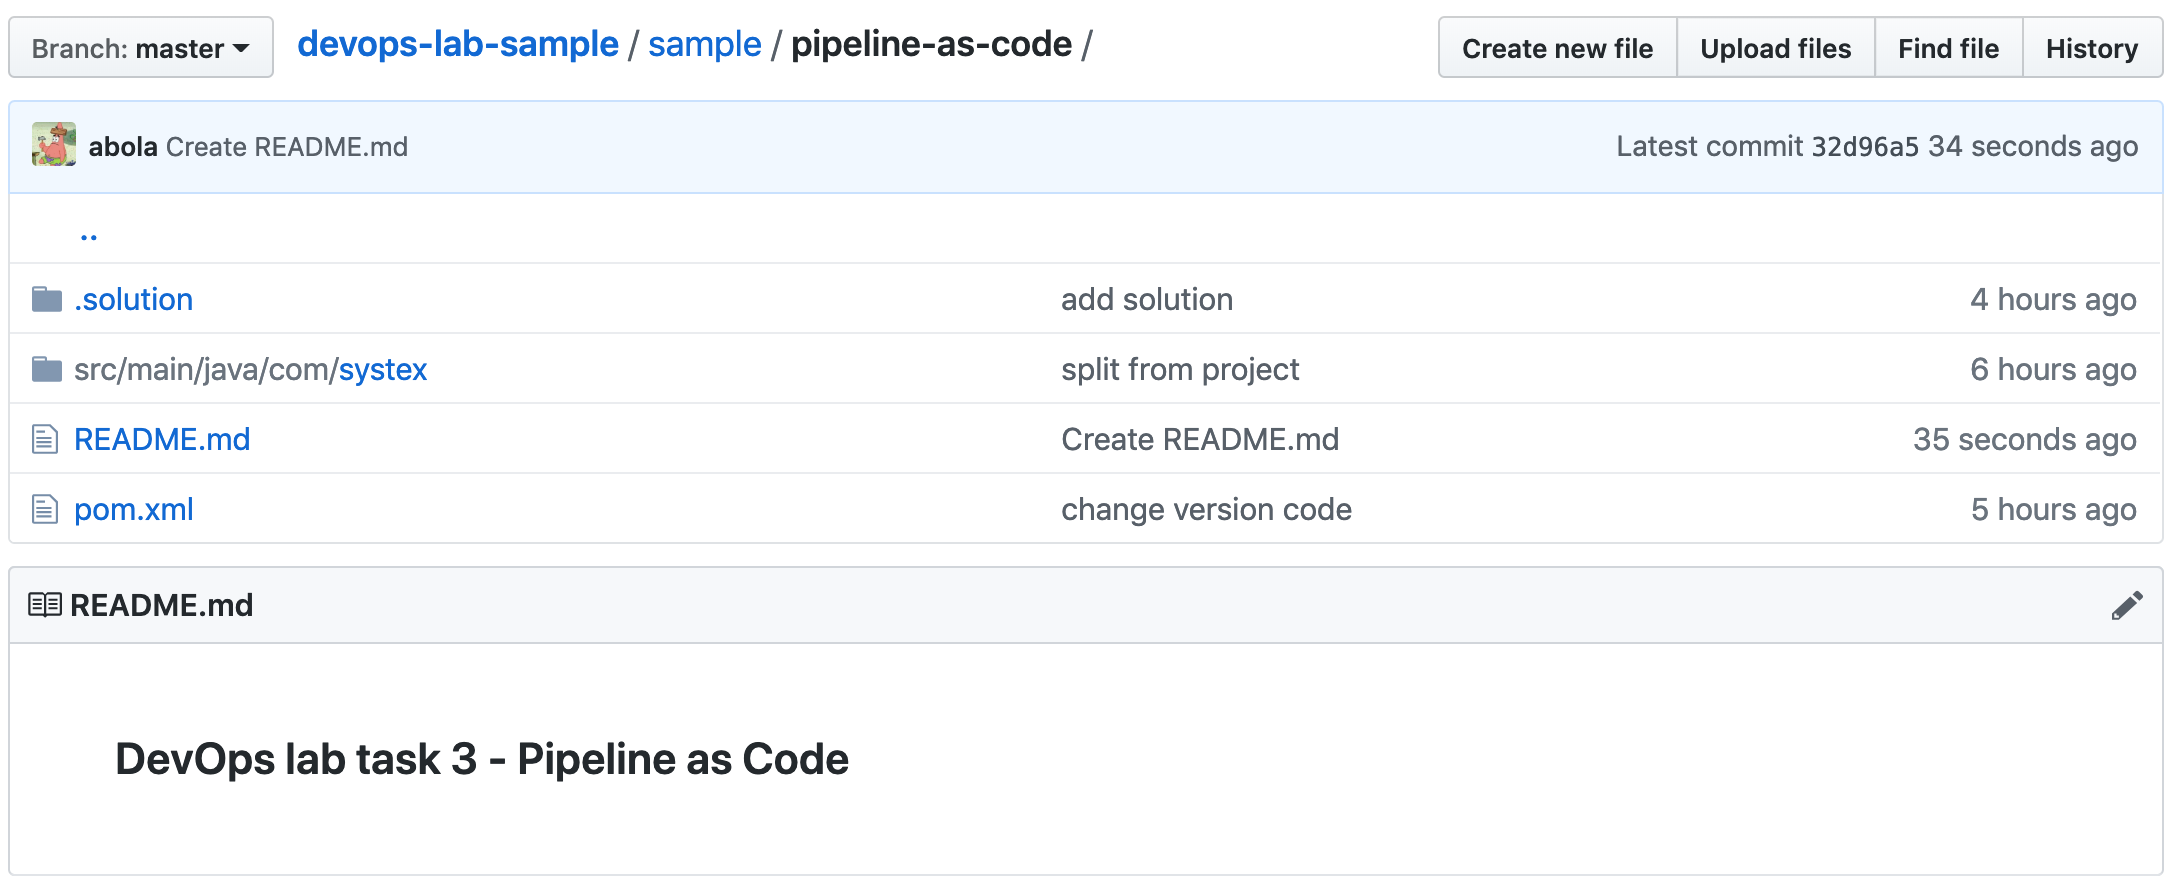 Branch: master devops-lab-sample / sample / pipeline-as-code / Create new file Upload files Find file History
abola Create README.md Latest commit 32d96a5 34 seconds ago
..
.solution add solution 4 hours ago
src/main/java/com/systex split from project 6 hours ago
README.md Create README.md 35 seconds ago
pom.xml change version code 5 hours ago
README.md
DevOps lab task 3 - Pipeline as Code